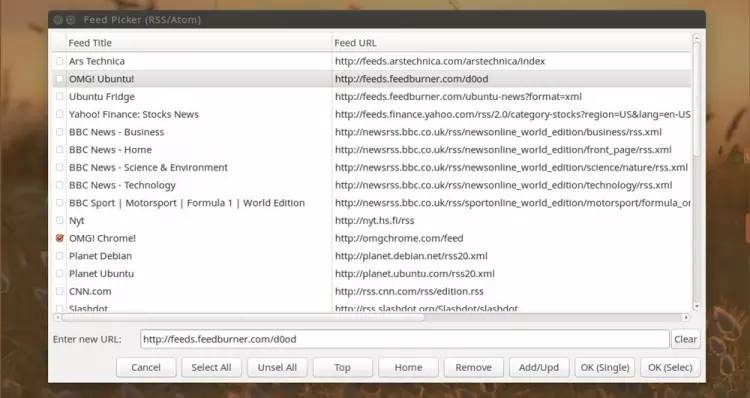 Feed Picker (RSS/Atom)
Feed Title Feed URL
Ars Technica http://feeds.arstechnica.com/arstechnica/index
OMG! Ubuntu! http://feeds.feedburner.com/d0od
Ubuntu Fridge http://feeds.feedburner.com/ubuntu-news?format=xml
Yahoo! Finance: Stocks News http://feeds.finance.yahoo.com/rss/2.0/category-stocks?region=US&lang=en-US
BBC News - Business http://newsrss.bbc.co.uk/rss/newsonline_world_edition/business/rss.xml
BBC News - Home http://newsrss.bbc.co.uk/rss/newsonline_world_edition/front_page/rss.xml
BBC News - Science & Environment http://newsrss.bbc.co.uk/rss/newsonline_world_edition/science/nature/rss.xml
BBC News - Technology http://newsrss.bbc.co.uk/rss/newsonline_world_edition/technology/rss.xml
BBC Sport | Motorsport | Formula 1 | World Edition http://newsrss.bbc.co.uk/rss/sportonline_world_edition/motorsport/formula_or
Nyt http://nyt.hs.fi/rss
OMG! Chrome! http://omgchrome.com/feed
Planet Debian http://planet.debian.net/rss20.xml
Planet Ubuntu http://planet.ubuntu.com/rss20.xml
CNN.com http://rss.cnn.com/rss/edition.rss
Slashdot http://rss.slashdot.org/Slashdot/slashdot
Enter new URL: http://feeds.feedburner.com/d0od Clear
Cancel Select All Unsel All Top Home Remove Add/Upd OK (Single) OK (Selec)